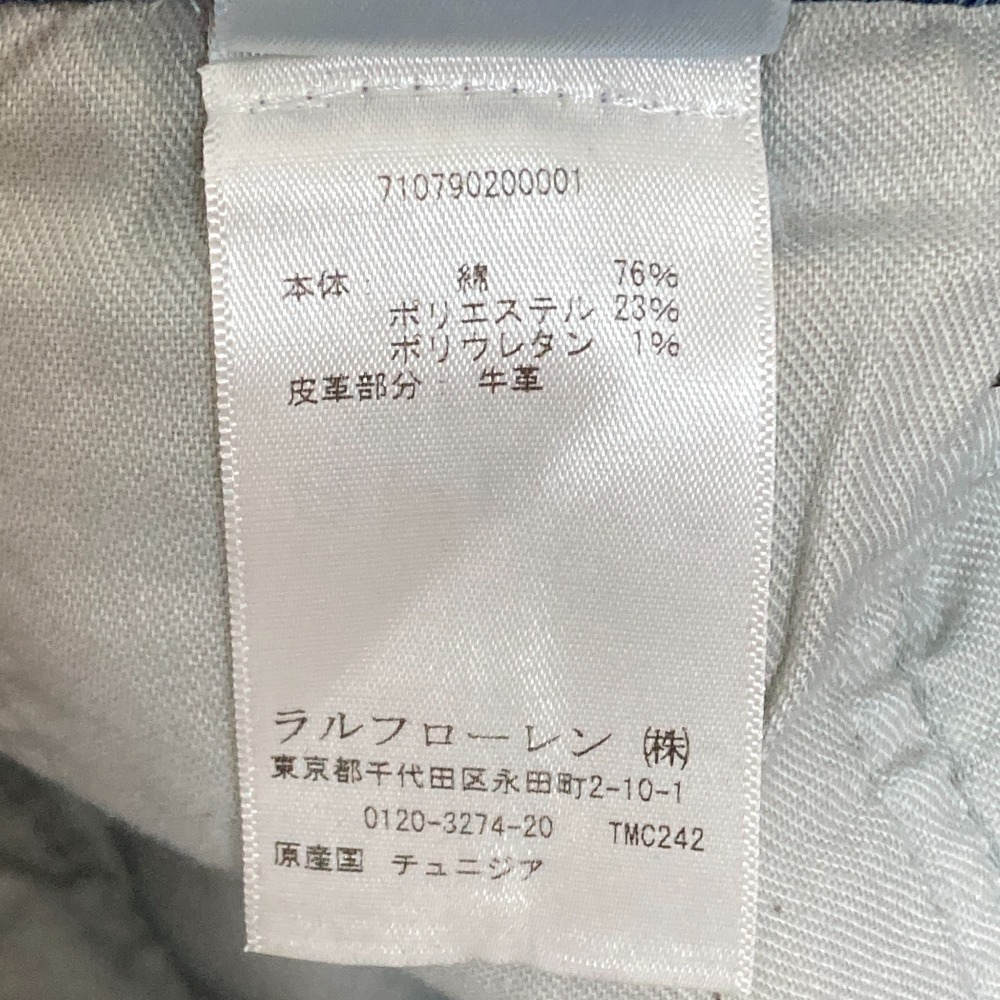 710790200001
本体 綿 76%
ポリエステル 23%
ポリウレタン 1%
皮革部分 牛革
ラルフローレン ㈱
東京都千代田区永田町2-10-1
0120-3274-20 TMC242
原産国 チュニジア